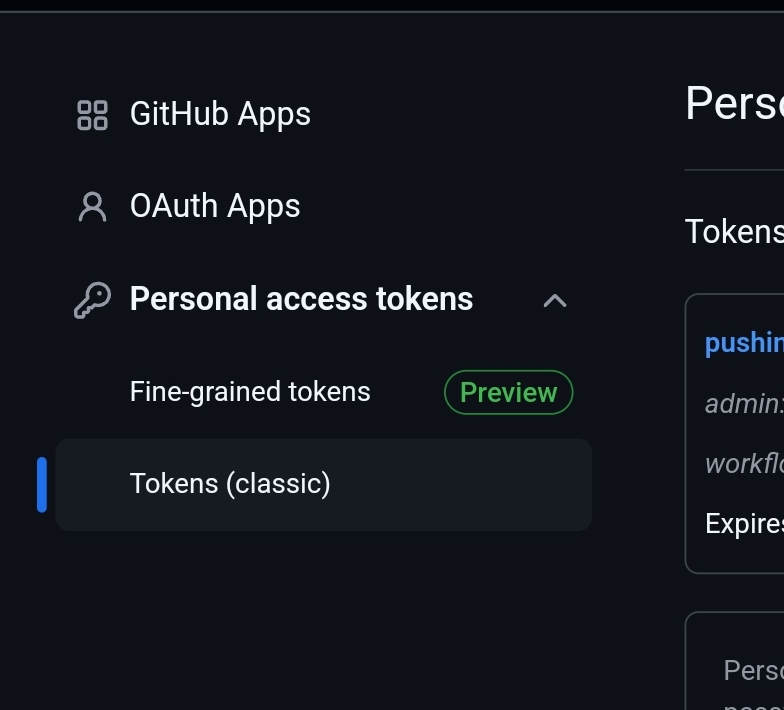 GitHub Apps
OAuth Apps
Personal access tokens
Fine-grained tokens
Preview
Tokens (classic)
Perso
Tokens
pushin
admin:
workflo
Expires
Perso